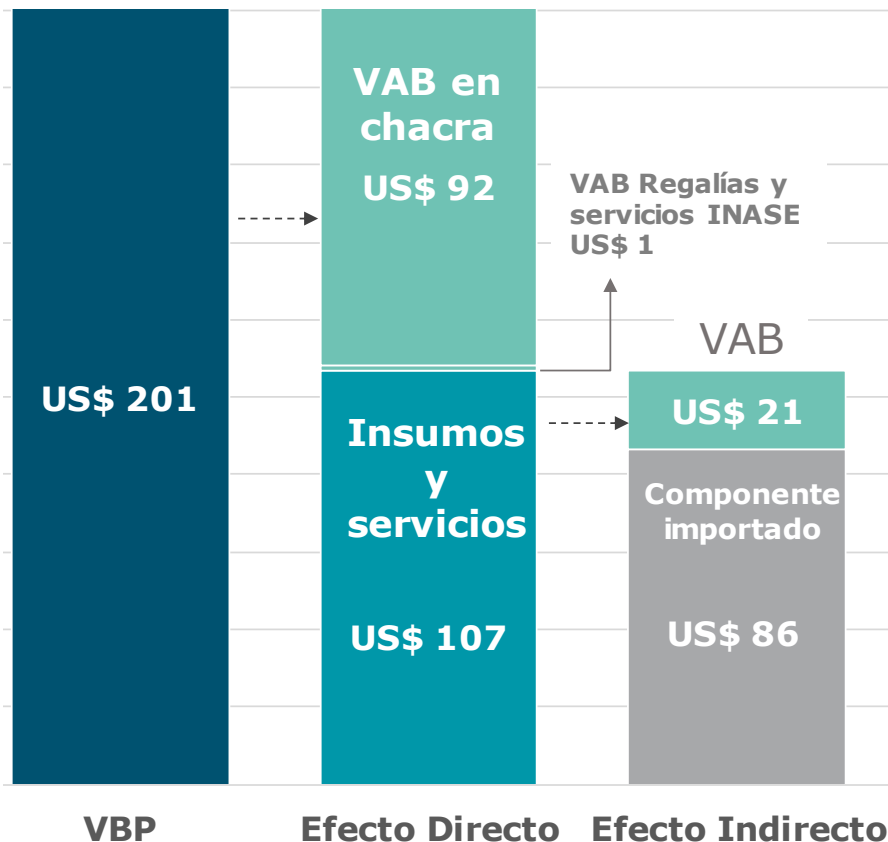 US$ 201
VAB en
chacra
US$ 92
VAB Regalías y
servicios INASE
US$ 1
Insumos
y
servicios
US$ 107
VAB
US$ 21
Componente
importado
US$ 86
VBP
Efecto Directo
Efecto Indirecto